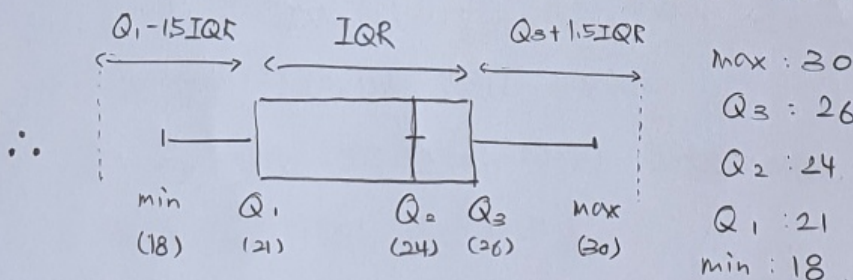 Q₁-1.5IQR IQR Q₃+1.5IQR
max : 30
Q₃ : 26
∴
Q₂ : 24
min Q₁ Q₂ Q₃ max
Q₁ : 21
(18) (21) (24) (26) (30)
min : 18